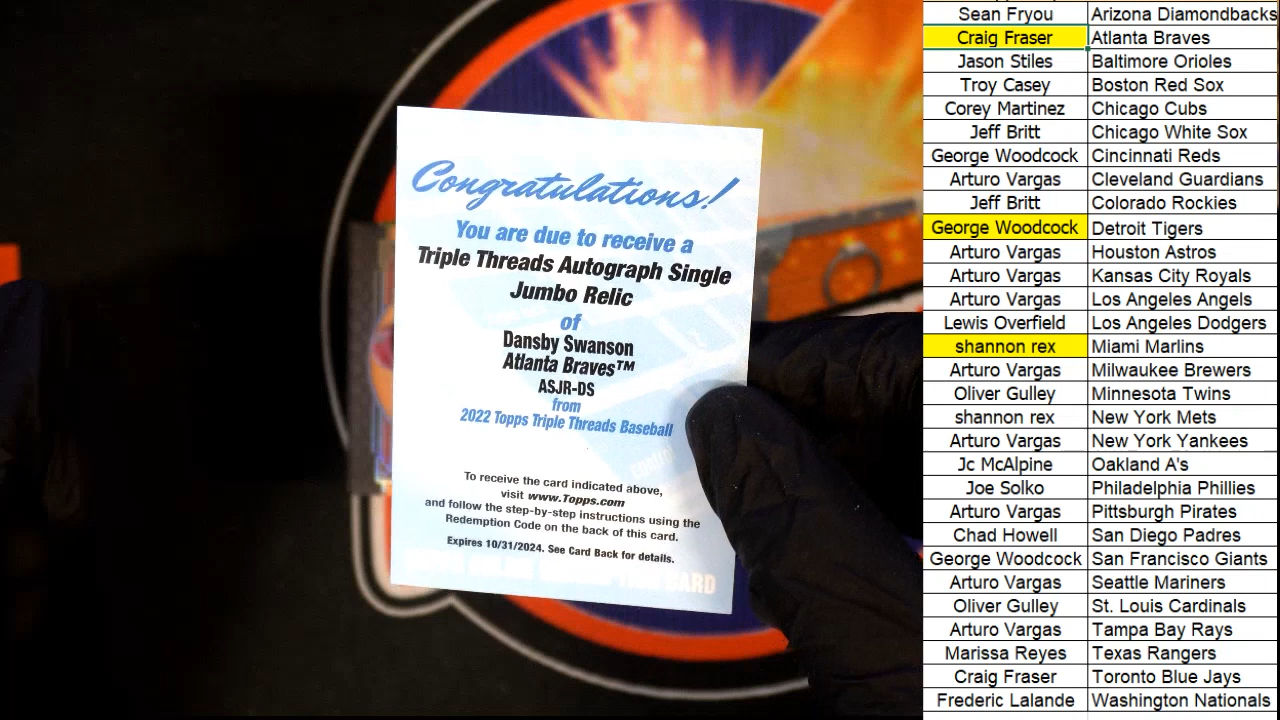 Congratulations!
You are due to receive a
Triple Threads Autograph Single
Jumbo Relic
of
Dansby Swanson
Atlanta Braves™
ASJR-DS
from
2022 Topps Triple Threads Baseball
To receive the card indicated above,
visit www.Topps.com
and follow the step-by-step instructions using the
Redemption Code on the back of this card.
Expires 10/31/2024. See Card Back for details.
Sean Fryou Arizona Diamondbacks
Craig Fraser Atlanta Braves
Jason Stiles Baltimore Orioles
Troy Casey Boston Red Sox
Corey Martinez Chicago Cubs
Jeff Britt Chicago White Sox
George Woodcock Cincinnati Reds
Arturo Vargas Cleveland Guardians
Jeff Britt Colorado Rockies
George Woodcock Detroit Tigers
Arturo Vargas Houston Astros
Arturo Vargas Kansas City Royals
Arturo Vargas Los Angeles Angels
Lewis Overfield Los Angeles Dodgers
shannon rex Miami Marlins
Arturo Vargas Milwaukee Brewers
Oliver Gulley Minnesota Twins
shannon rex New York Mets
Arturo Vargas New York Yankees
Jc McAlpine Oakland A's
Joe Solko Philadelphia Phillies
Arturo Vargas Pittsburgh Pirates
Chad Howell San Diego Padres
George Woodcock San Francisco Giants
Arturo Vargas Seattle Mariners
Oliver Gulley St. Louis Cardinals
Arturo Vargas Tampa Bay Rays
Marissa Reyes Texas Rangers
Craig Fraser Toronto Blue Jays
Frederic Lalande Washington Nationals